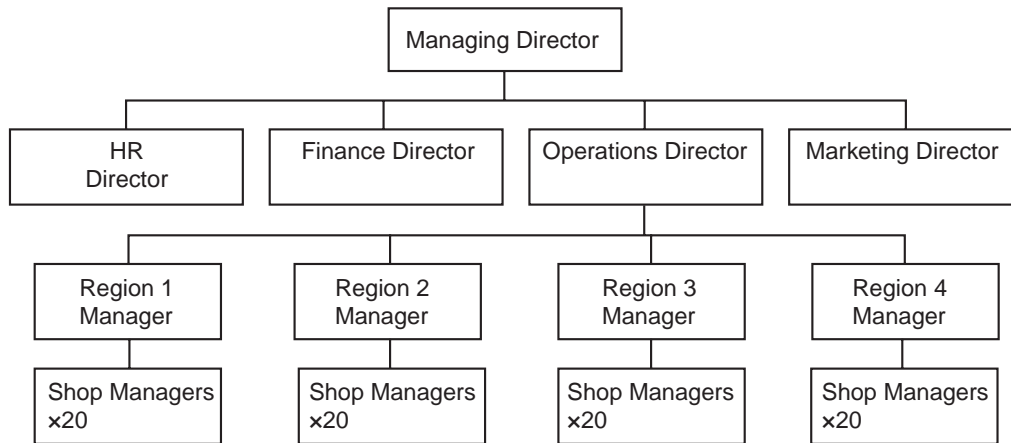 Managing Director
HR
Director
Finance Director
Operations Director
Marketing Director
Region 1
Manager
Region 2
Manager
Region 3
Manager
Region 4
Manager
Shop Managers
×20
Shop Managers
×20
Shop Managers
×20
Shop Managers
×20